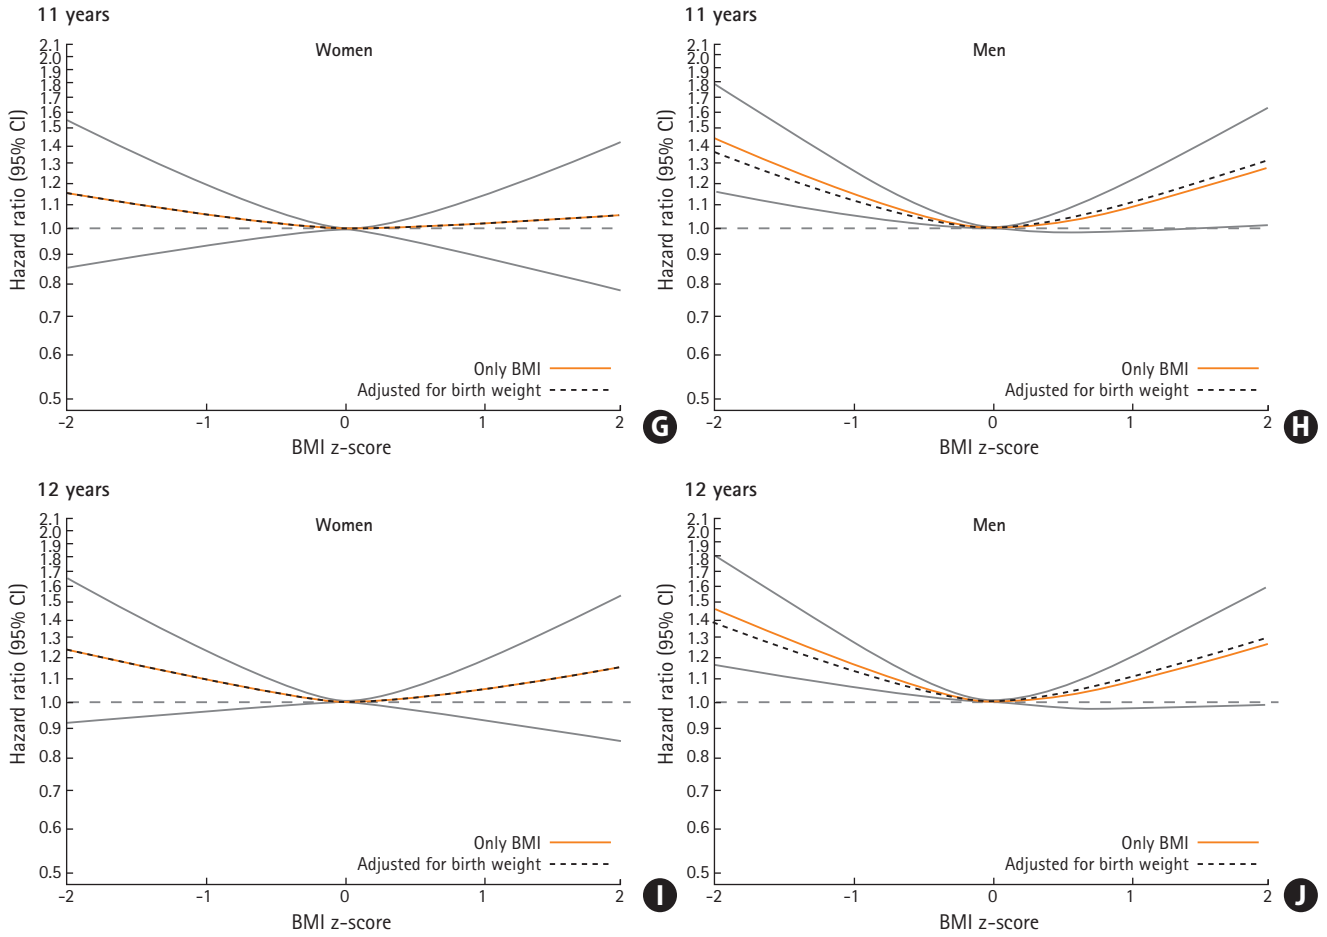 11 years
Women
2.1
2.0
1.9
1.8
1.7
1.6
1.5
1.4
1.3
1.2
1.1
1.0
0.9
0.8
0.7
0.6
0.5
Hazard ratio (95% CI)
Only BMI
Adjusted for birth weight
-2 -1 0 1 2
BMI z-score
G
11 years
Men
2.1
2.0
1.9
1.8
1.7
1.6
1.5
1.4
1.3
1.2
1.1
1.0
0.9
0.8
0.7
0.6
0.5
Hazard ratio (95% CI)
Only BMI
Adjusted for birth weight
-2 -1 0 1 2
BMI z-score
H
12 years
Women
2.1
2.0
1.9
1.8
1.7
1.6
1.5
1.4
1.3
1.2
1.1
1.0
0.9
0.8
0.7
0.6
0.5
Hazard ratio (95% CI)
Only BMI
Adjusted for birth weight
-2 -1 0 1 2
BMI z-score
I
12 years
Men
2.1
2.0
1.9
1.8
1.7
1.6
1.5
1.4
1.3
1.2
1.1
1.0
0.9
0.8
0.7
0.6
0.5
Hazard ratio (95% CI)
Only BMI
Adjusted for birth weight
-2 -1 0 1 2
BMI z-score
J